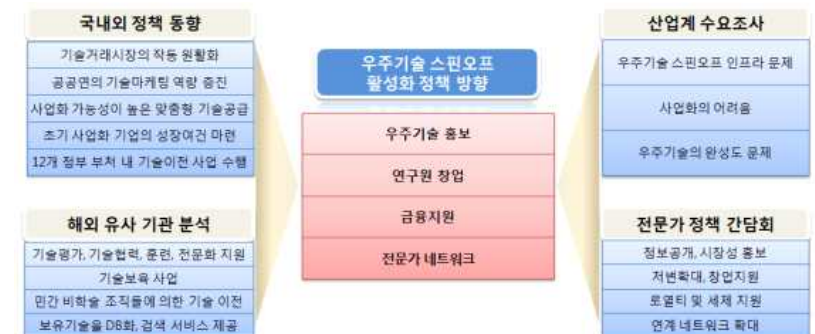 국내외 정책 동향
기술거래시장의 작동 원활화
공공연의 기술마케팅 역량 증진
사업화 가능성이 높은 맞춤형 기술공급
초기 사업화 기업의 성장여건 마련
12개 정부 부처 내 기술이전 사업 수행
해외 유사 기관 분석
기술평가, 기술협력, 훈련, 전문화 지원
기술보육 사업
민간 비학술 조직들에 의한 기술 이전
보유기술을 DB화, 검색 서비스 제공
우주기술 스핀오프
활성화 정책 방향
우주기술 홍보
연구원 창업
금융지원
전문가 네트워크
산업계 수요조사
우주기술 스핀오프 인프라 문제
사업화의 어려움
우주기술의 완성도 문제
전문가 정책 간담회
정보공개, 시장성 홍보
저변확대, 창업지원
로열티 및 세제 지원
연계 네트워크 확대